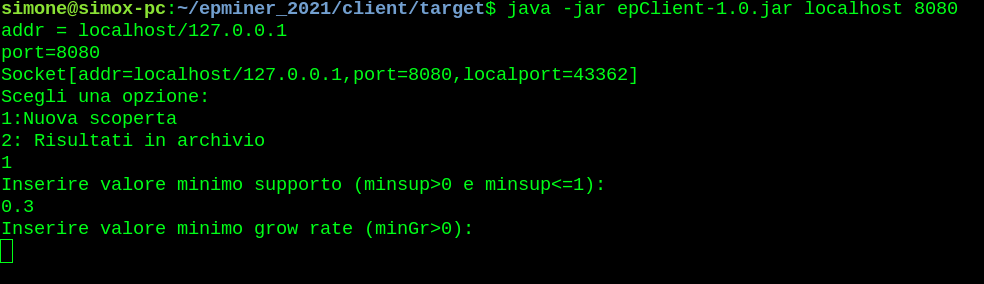 simone@simox-pc:~/epminer_2021/client/target$ java -jar epClient-1.0.jar localhost 8080
addr = localhost/127.0.0.1
port=8080
Socket[addr=localhost/127.0.0.1,port=8080,localport=43362]
Scegli una opzione:
1:Nuova scoperta
2: Risultati in archivio
1
Inserire valore minimo supporto (minsup>0 e minsup<=1):
0.3
Inserire valore minimo grow rate (minGr>0):